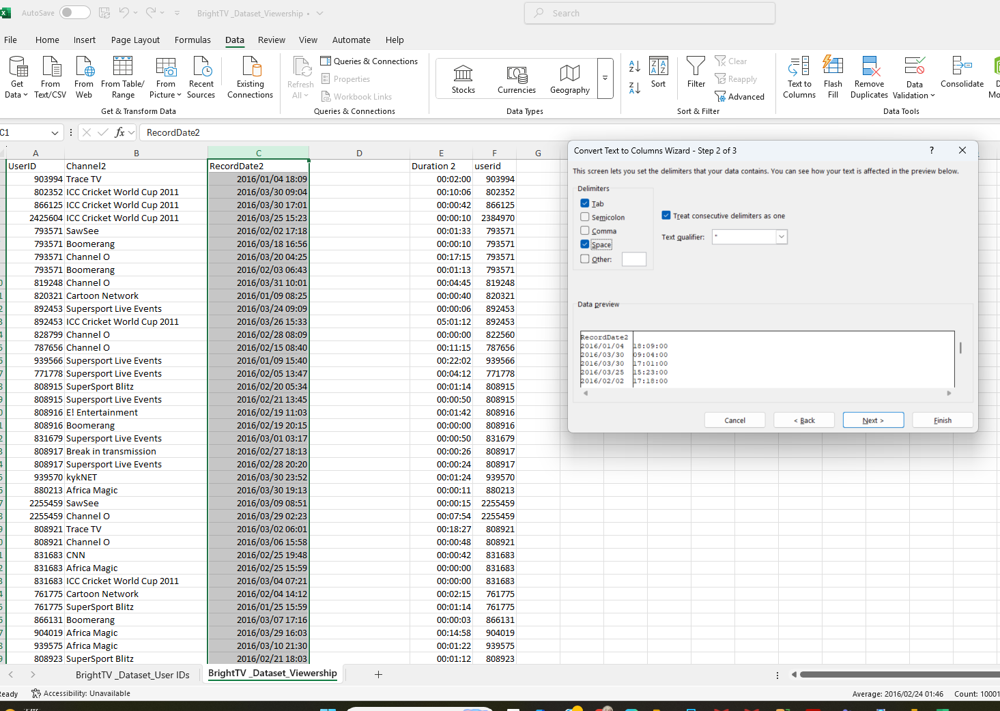 AutoSave BrightTV _Dataset_Viewership • Search
File Home Insert Page Layout Formulas Data Review View Automate Help
Get Data From Text/CSV From Web From Table/ Range From Picture Recent Sources Existing Connections
Get & Transform Data
Refresh All Queries & Connections Properties Workbook Links
Queries & Connections
Stocks Currencies Geography
Data Types
Sort Filter Clear Reapply Advanced
Sort & Filter
Text to Columns Flash Fill Remove Duplicates Data Validation Consolidate
Data Tools
C1 fx RecordDate2
A B C D E F G
UserID Channel2 RecordDate2 Duration 2 userid
903994 Trace TV 2016/01/04 18:09 00:02:00 903994
802352 ICC Cricket World Cup 2011 2016/03/30 09:04 00:10:06 802352
866125 ICC Cricket World Cup 2011 2016/03/30 17:01 00:00:42 866125
2425604 ICC Cricket World Cup 2011 2016/03/25 15:23 00:00:10 2384970
793571 SawSee 2016/02/02 17:18 00:01:33 793571
793571 Boomerang 2016/03/18 16:56 00:00:10 793571
793571 Channel O 2016/03/20 04:25 00:17:15 793571
793571 Boomerang 2016/02/03 06:43 00:01:13 793571
819248 Channel O 2016/03/31 10:01 00:04:45 819248
820321 Cartoon Network 2016/01/09 08:25 00:00:40 820321
892453 Supersport Live Events 2016/03/24 09:09 00:00:06 892453
892453 ICC Cricket World Cup 2011 2016/03/26 15:33 05:01:12 892453
828799 Channel O 2016/02/28 08:09 00:00:00 822560
787656 Channel O 2016/02/15 08:40 00:11:15 787656
939566 Supersport Live Events 2016/01/09 15:40 00:22:02 939566
771778 Supersport Live Events 2016/02/05 13:47 00:04:12 771778
808915 SuperSport Blitz 2016/02/20 05:34 00:01:14 808915
808915 Supersport Live Events 2016/02/21 13:45 00:00:50 808915
808916 E! Entertainment 2016/02/19 11:03 00:01:42 808916
808916 Boomerang 2016/02/19 20:15 00:00:00 808916
831679 Supersport Live Events 2016/03/01 03:17 00:00:50 831679
808917 Break in transmission 2016/02/27 18:13 00:00:26 808917
808917 Supersport Live Events 2016/02/28 20:20 00:00:24 808917
939570 kykNET 2016/03/30 23:52 00:01:24 939570
880213 Africa Magic 2016/03/30 19:13 00:00:11 880213
2255459 SawSee 2016/03/09 08:51 00:00:15 2255459
2255459 Channel O 2016/03/29 02:23 00:07:54 2255459
808921 Trace TV 2016/03/02 06:01 00:18:27 808921
808921 Channel O 2016/03/06 15:58 00:00:48 808921
831683 CNN 2016/02/25 19:48 00:00:42 831683
831683 Africa Magic 2016/02/25 15:59 00:00:00 831683
831683 ICC Cricket World Cup 2011 2016/03/04 07:21 00:00:00 831683
761775 Cartoon Network 2016/02/04 14:12 00:02:15 761775
761775 SuperSport Blitz 2016/01/25 15:59 00:01:14 761775
866131 Boomerang 2016/03/07 17:16 00:00:03 866131
904019 Africa Magic 2016/03/29 16:03 00:14:58 904019
939575 Africa Magic 2016/03/10 21:30 00:01:22 939575
808923 SuperSport Blitz 2016/02/21 18:03 00:01:12 808923
Convert Text to Columns Wizard - Step 2 of 3 ?
This screen lets you set the delimiters that your data contains. You can see how your text is affected in the preview below.
Delimiters
Tab
Semicolon
Comma
Space
Other:
Treat consecutive delimiters as one
Text qualifier: "
Data preview
RecordDate2
2016/01/04 18:09:00
2016/03/30 09:04:00
2016/03/30 17:01:00
2016/03/25 15:23:00
2016/02/02 17:18:00
Cancel < Back Next > Finish
BrightTV _Dataset_User IDs BrightTV _Dataset_Viewership
Accessibility: Unavailable Average: 2016/02/24 01:46 Count: 10001